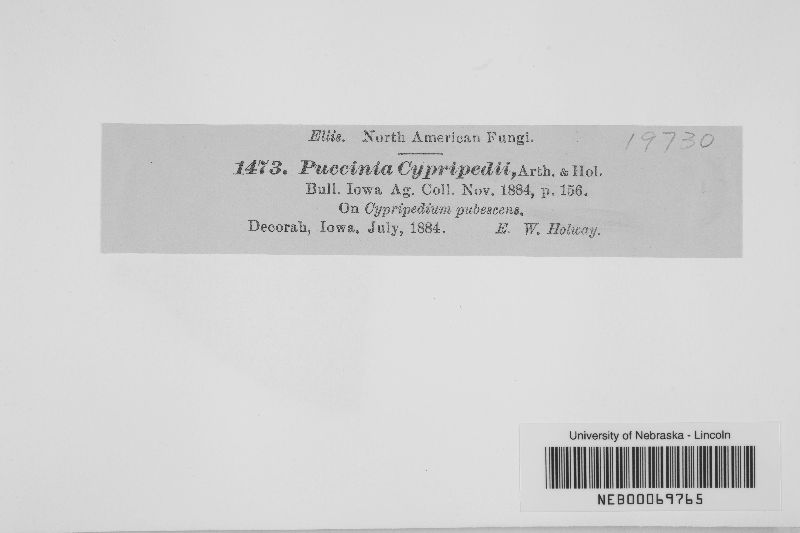 Ellis. North American Fungi.
19730
1473. Puccinia Cypripedii, Arth. & Hol.
Bull. Iowa Ag. Coll. Nov. 1884, p. 156.
On Cypripedium pubescens.
Decorah, Iowa, July, 1884. E. W. Holway.
University of Nebraska - Lincoln
NEB00069765